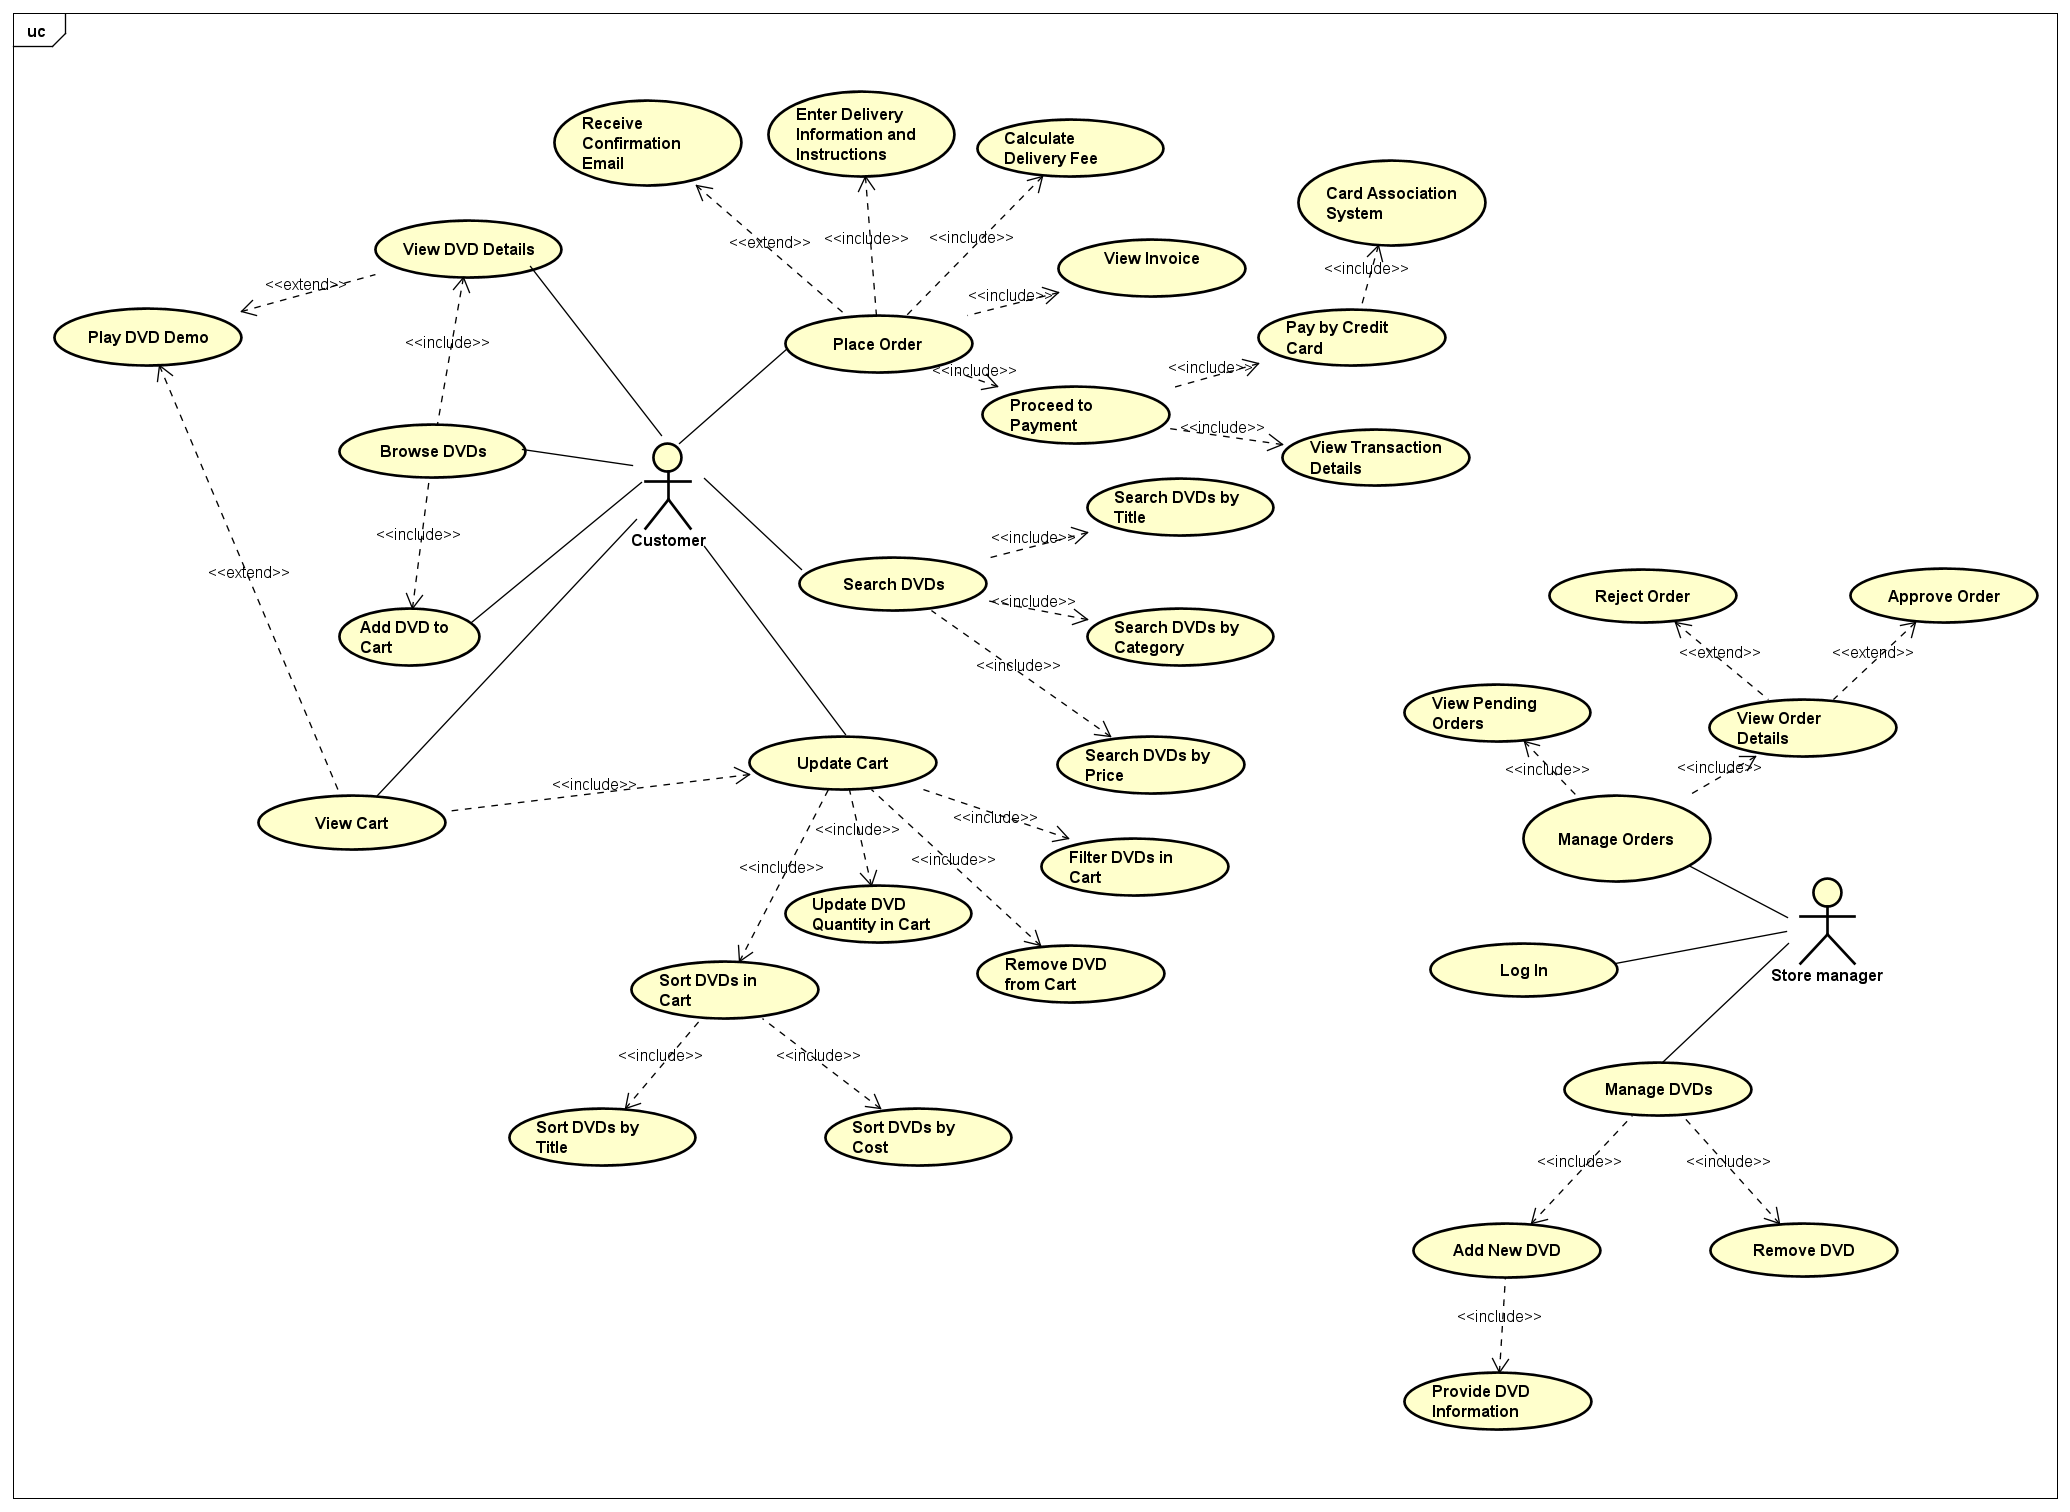 uc
Receive
Confirmation
Email
Enter Delivery
Information and
Instructions
Calculate
Delivery Fee
Card Association
System
View DVD Details
<<extend>>
<<include>>
<<include>>
View Invoice
<<include>>
<<extend>>
<<include>>
Play DVD Demo
<<include>>
Place Order
Pay by Credit
Card
<<include>>
<<include>>
Proceed to
Payment
<<include>>
View Transaction
Details
Browse DVDs
Search DVDs by
Title
<<include>>
<<include>>
Customer
<<extend>>
Search DVDs
<<include>>
Reject Order
Approve Order
Add DVD to
Cart
Search DVDs by
Category
<<include>>
<<extend>>
<<extend>>
View Pending
Orders
View Order
Details
Update Cart
Search DVDs by
Price
<<include>>
<<include>>
<<include>>
View Cart
<<include>>
<<include>>
Manage Orders
<<include>>
<<include>>
Filter DVDs in
Cart
Update DVD
Quantity in Cart
Remove DVD
from Cart
Log In
Store manager
Sort DVDs in
Cart
<<include>>
<<include>>
Manage DVDs
Sort DVDs by
Title
Sort DVDs by
Cost
<<include>>
<<include>>
Add New DVD
Remove DVD
<<include>>
Provide DVD
Information